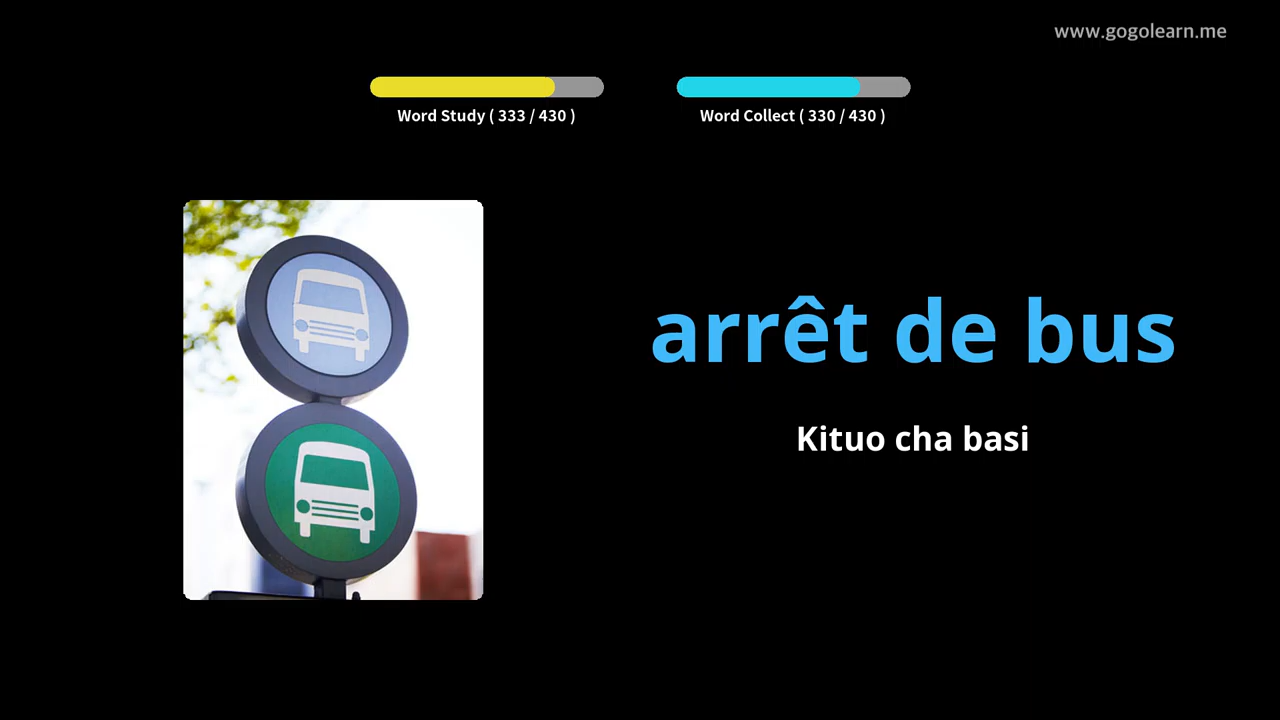 www.gogolearn.me
Word Study ( 333 / 430 )
Word Collect ( 330 / 430 )
arrêt de bus
Kituo cha basi